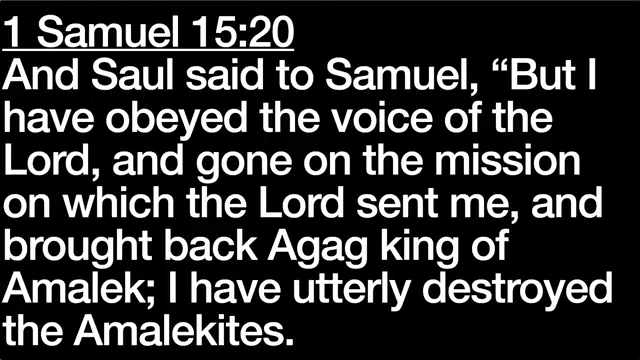 1 Samuel 15:20
And Saul said to Samuel, “But I
have obeyed the voice of the
Lord, and gone on the mission
on which the Lord sent me, and
brought back Agag king of
Amalek; I have utterly destroyed
the Amalekites.